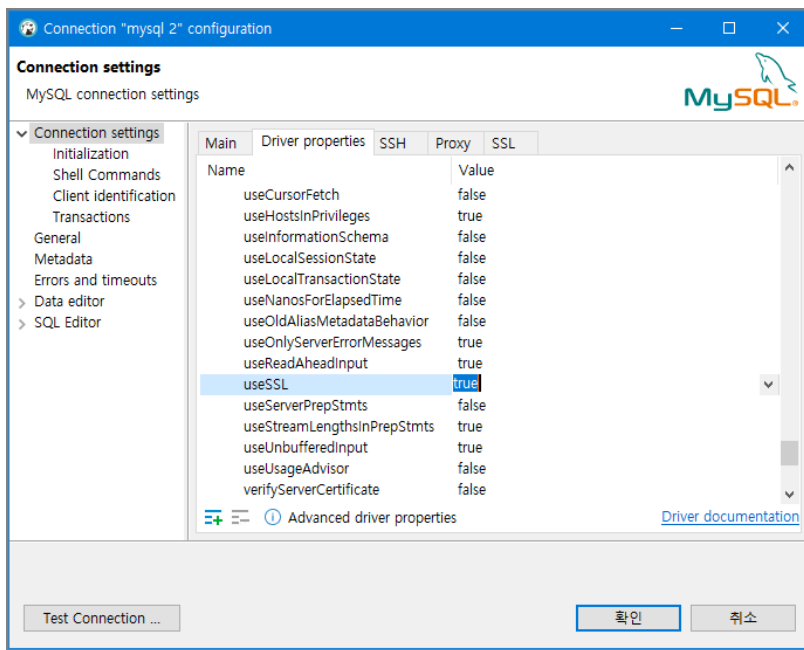 Connection "mysql 2" configuration
Connection settings
MySQL connection settings
MySQL
Connection settings
Initialization
Shell Commands
Client identification
Transactions
General
Metadata
Errors and timeouts
Data editor
SQL Editor
Main Driver properties SSH Proxy SSL
Name Value
useCursorFetch false
useHostsInPrivileges true
useInformationSchema false
useLocalSessionState false
useLocalTransactionState false
useNanosForElapsedTime false
useOldAliasMetadataBehavior false
useOnlyServerErrorMessages true
useReadAheadInput true
useSSL true
useServerPrepStmts false
useStreamLengthsInPrepStmts true
useUnbufferedInput true
useUsageAdvisor false
verifyServerCertificate false
Advanced driver properties Driver documentation
Test Connection ... 확인 취소